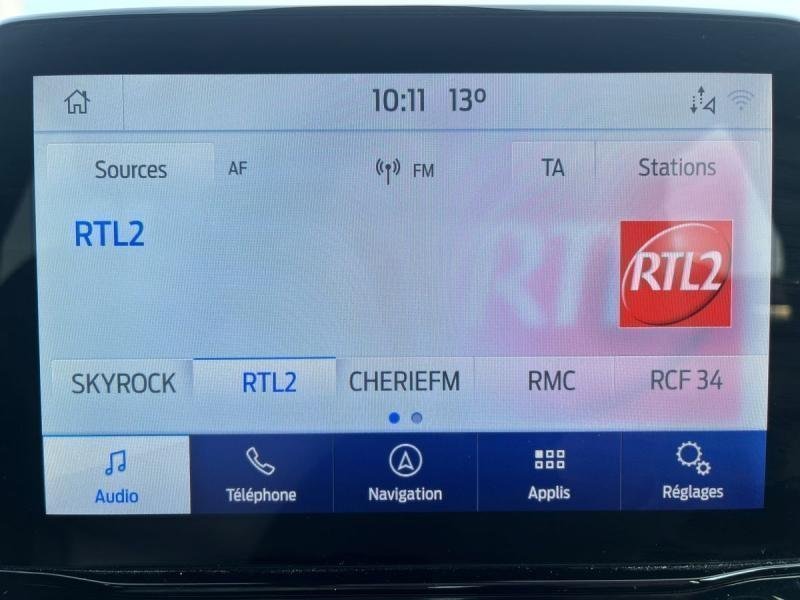 10:11 13º
Sources AF FM TA Stations
RTL2
RTL2
SKYROCK RTL2 CHERIEFM RMC RCF 34
Audio Téléphone Navigation Applis Réglages